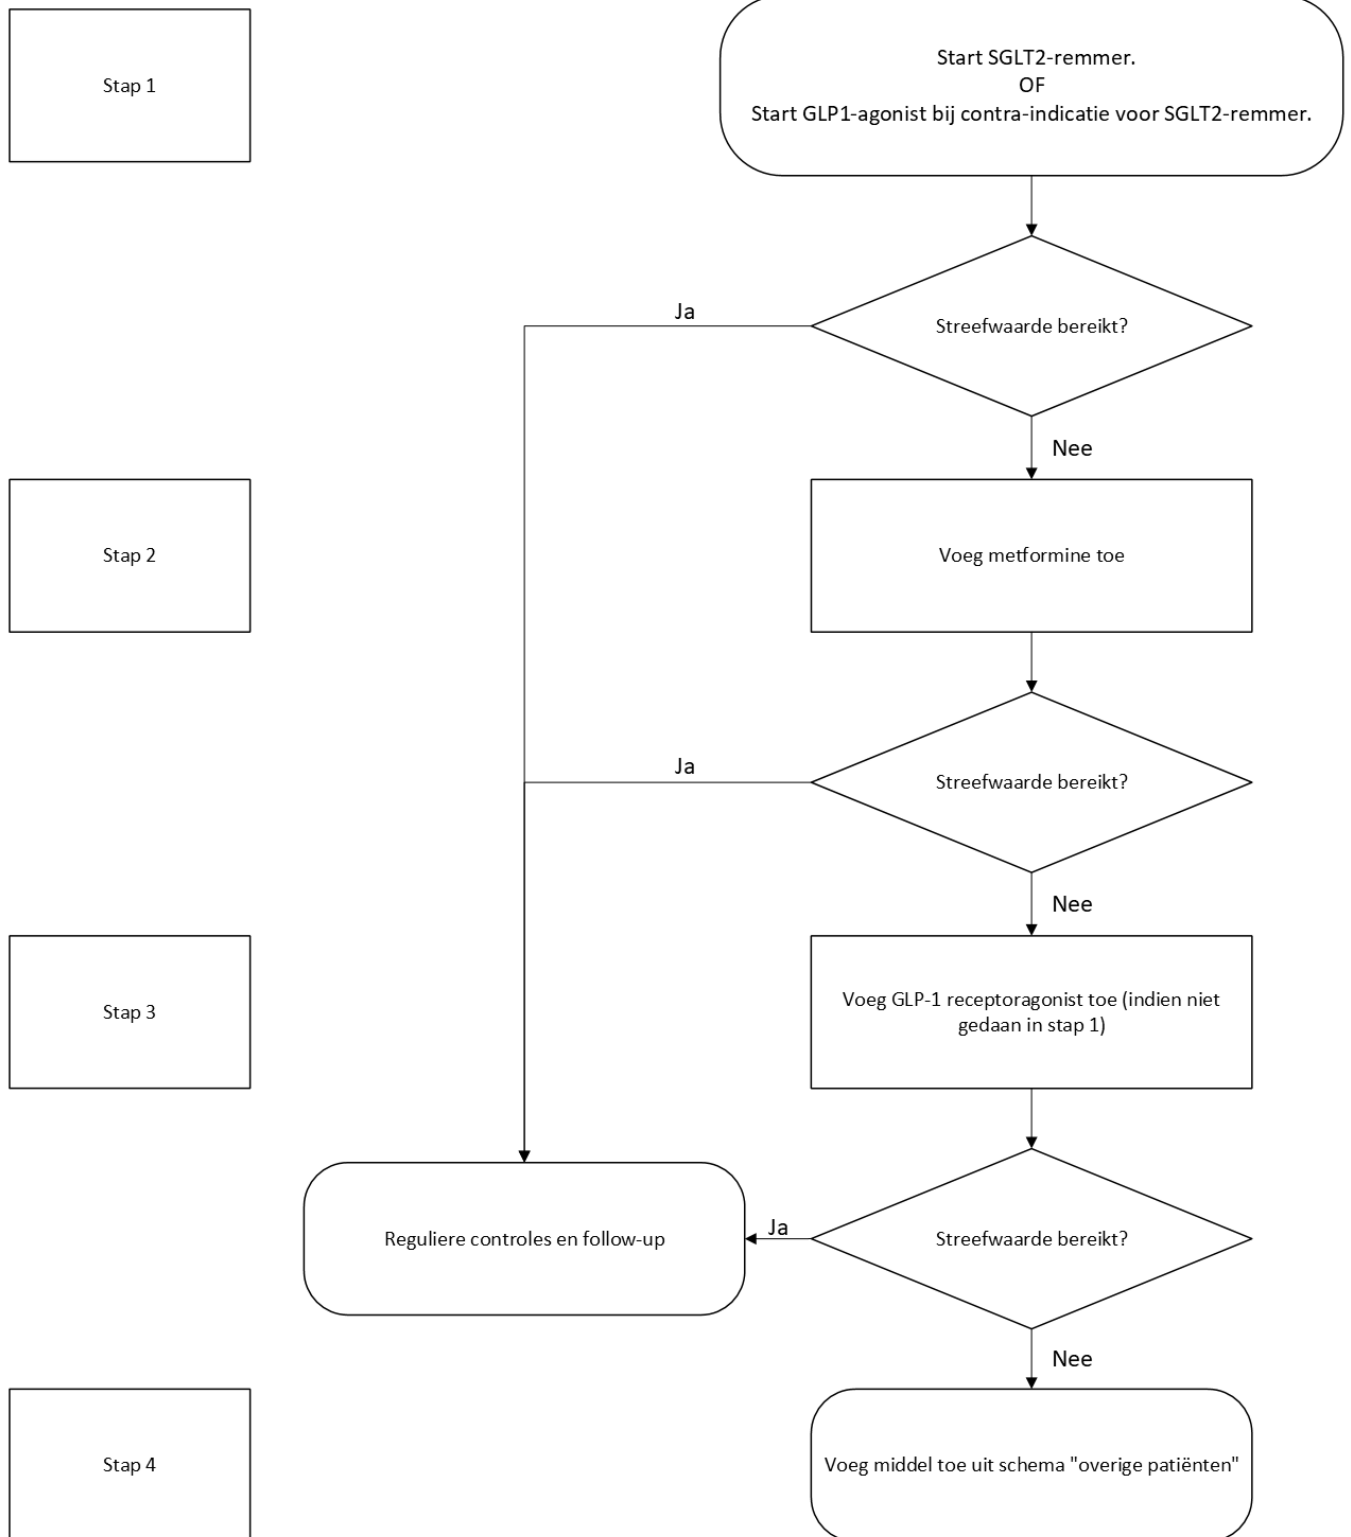 Stap 1
Start SGLT2-remmer.
OF
Start GLP1-agonist bij contra-indicatie voor SGLT2-remmer.
Ja
Streefwaarde bereikt?
Nee
Stap 2
Voeg metformine toe
Ja
Streefwaarde bereikt?
Nee
Stap 3
Voeg GLP-1 receptoragonist toe (indien niet
gedaan in stap 1)
Reguliere controles en follow-up
Ja
Streefwaarde bereikt?
Nee
Stap 4
Voeg middel toe uit schema "overige patiënten"